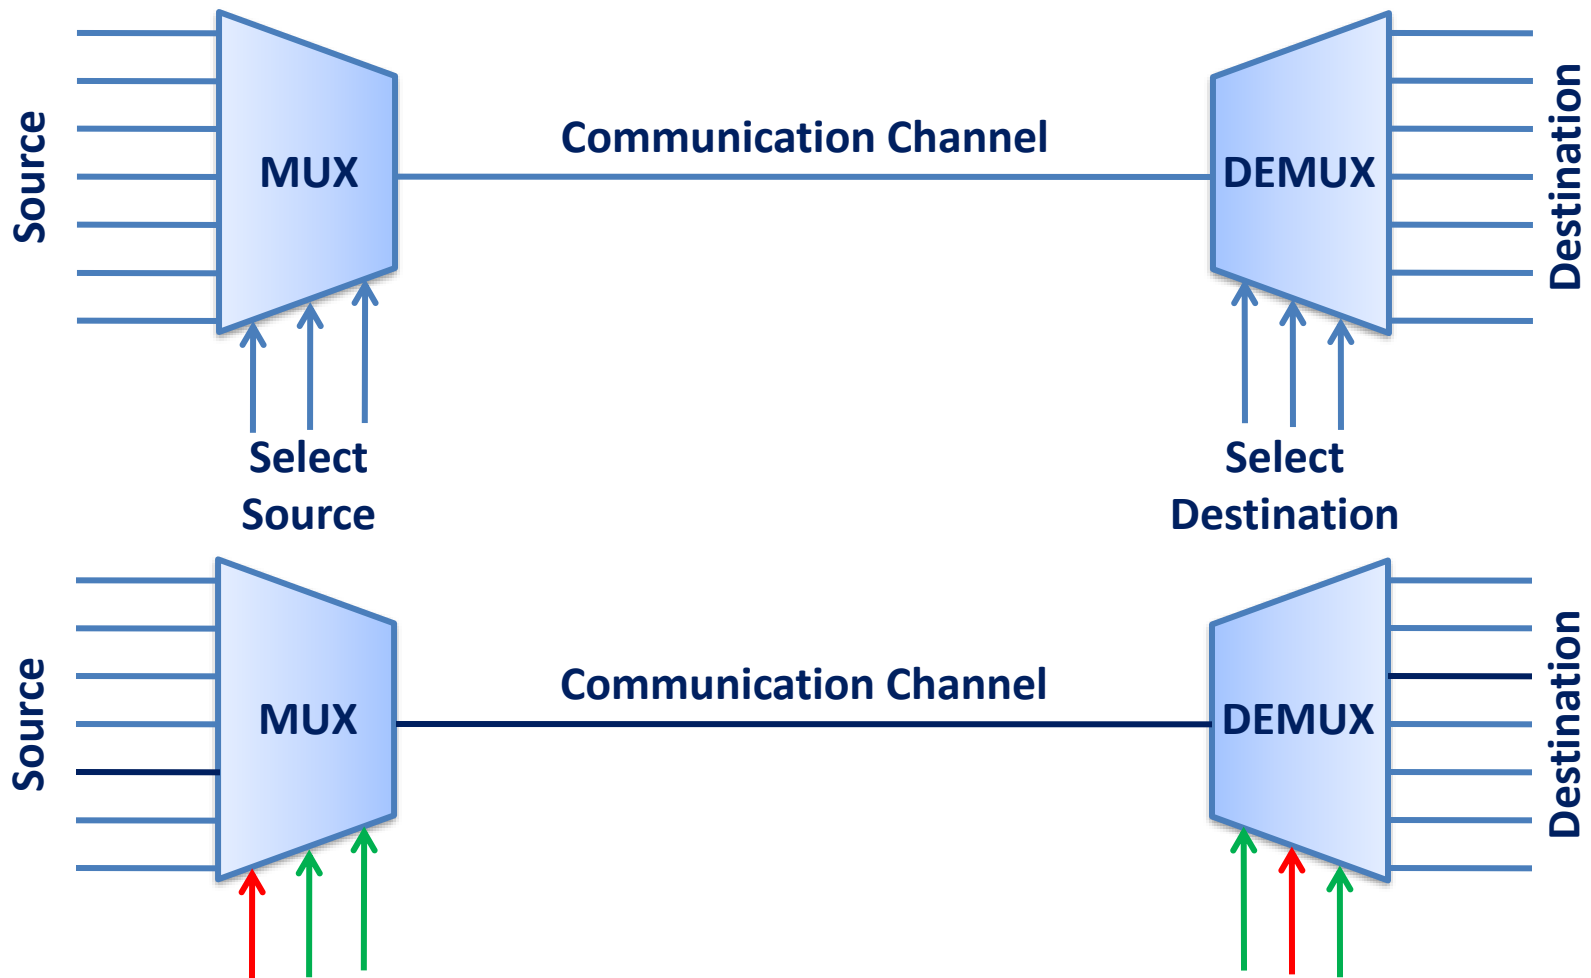 Source
MUX
Communication Channel
DEMUX
Destination
Select
Source
Select
Destination
Source
MUX
Communication Channel
DEMUX
Destination